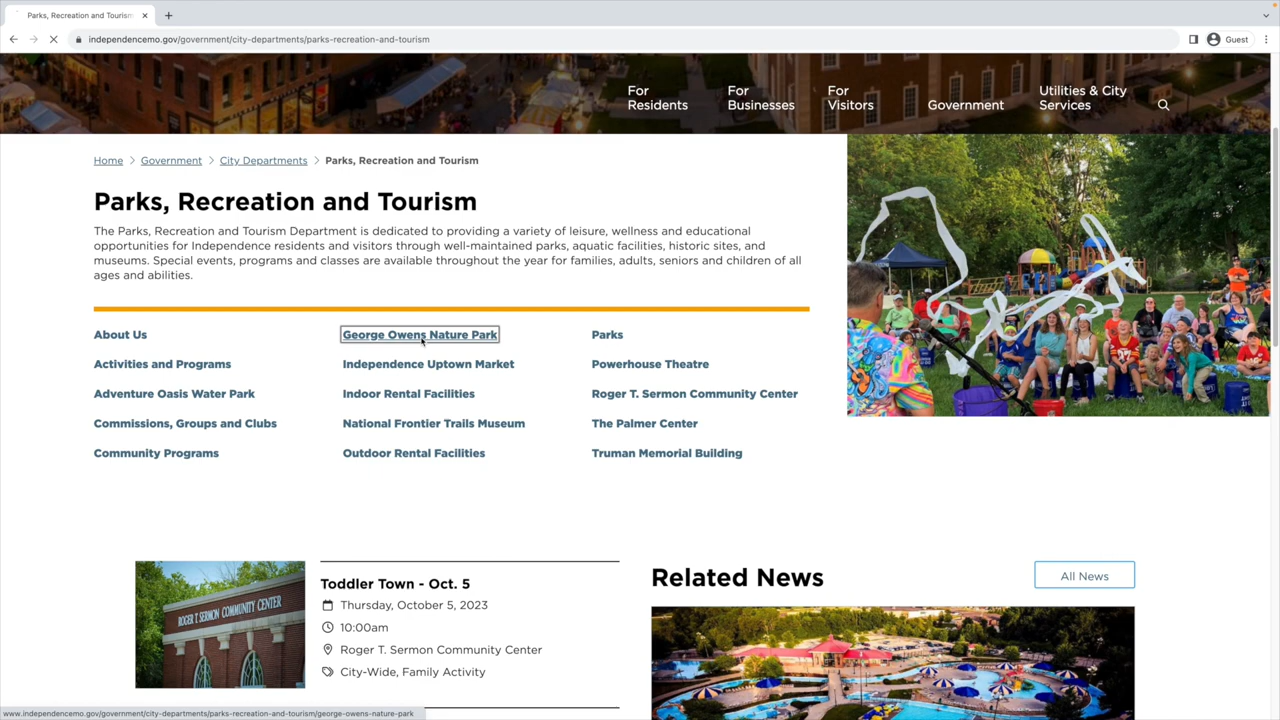 Parks, Recreation and Tourism
independencemo.gov/government/city-departments/parks-recreation-and-tourism
Guest
For Residents
For Businesses
For Visitors
Government
Utilities & City Services
Home > Government > City Departments > Parks, Recreation and Tourism
Parks, Recreation and Tourism
The Parks, Recreation and Tourism Department is dedicated to providing a variety of leisure, wellness and educational
opportunities for Independence residents and visitors through well-maintained parks, aquatic facilities, historic sites, and
museums. Special events, programs and classes are available throughout the year for families, adults, seniors and children of all
ages and abilities.
About Us
George Owens Nature Park
Parks
Activities and Programs
Independence Uptown Market
Powerhouse Theatre
Adventure Oasis Water Park
Indoor Rental Facilities
Roger T. Sermon Community Center
Commissions, Groups and Clubs
National Frontier Trails Museum
The Palmer Center
Community Programs
Outdoor Rental Facilities
Truman Memorial Building
ROGER T. SERMON COMMUNITY CENTER
Toddler Town - Oct. 5
Thursday, October 5, 2023
10:00am
Roger T. Sermon Community Center
City-Wide, Family Activity
Related News
All News
www.independencemo.gov/government/city-departments/parks-recreation-and-tourism/george-owens-nature-park